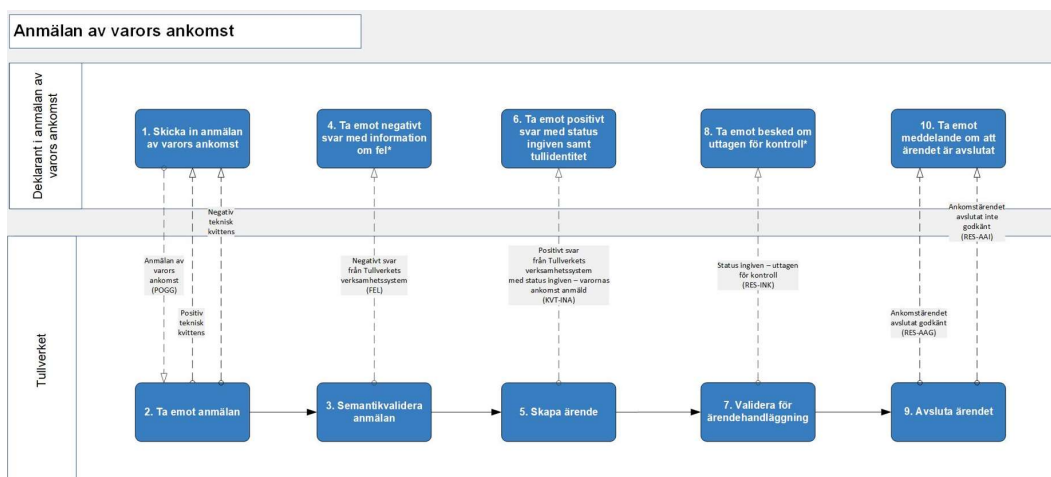 Anmälan av varors ankomst
Deklarant i anmälan av
varors ankomst
1. Skicka in anmälan
av varors ankomst
4. Ta emot negativt
svar med information
om fel*
6. Ta emot positivt
svar med status
ingiven samt
tullidentitet
8. Ta emot besked om
uttagen för kontroll*
10. Ta emot
meddelande om att
ärendet är avslutat
Negativ
teknisk
kvittens
Ankomstärendet
avslutat inte
godkänt
(RES-AAI)
Tullverket
Anmälan av
varors
ankomst
(POGG)
Positiv
teknisk
kvittens
Negativt svar
från Tullverkets
verksamhetssystem
(FEL)
Positivt svar
från Tullverkets
verksamhetssystem
med status ingiven – varornas
ankomst anmäld
(KVT-INA)
Status ingiven – uttagen
för kontroll
(RES-INK)
Ankomstärendet
avslutat godkänt
(RES-AAG)
2. Ta emot anmälan
3. Semantikvalidera
anmälan
5. Skapa ärende
7. Validera för
ärendehandläggning
9. Avsluta ärendet